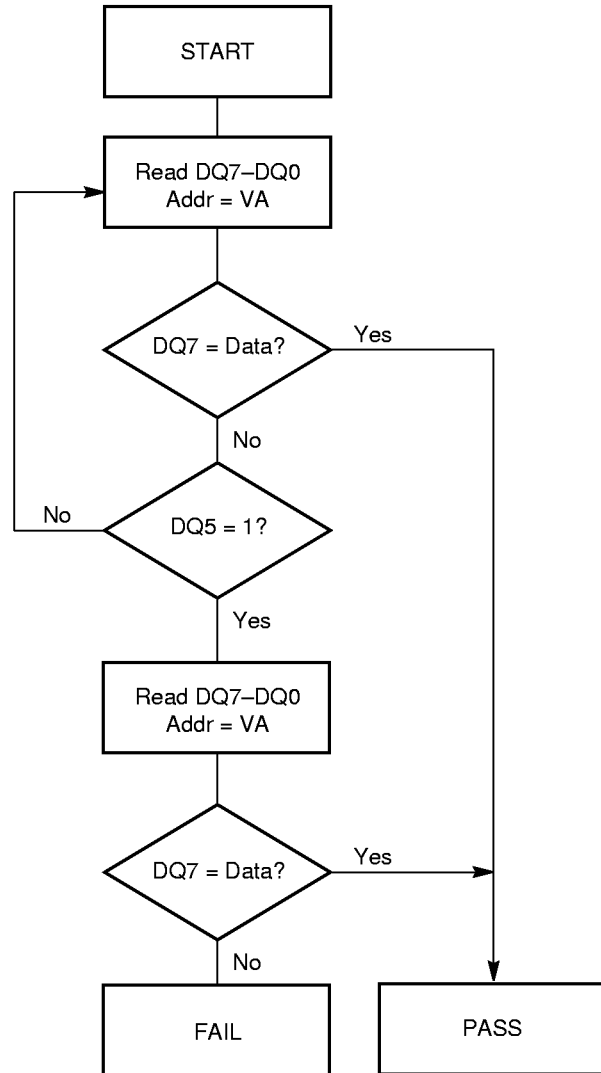 START
Read DQ7–DQ0
Addr = VA
DQ7 = Data?
Yes
No
DQ5 = 1?
No
Yes
Read DQ7–DQ0
Addr = VA
DQ7 = Data?
Yes
No
FAIL
PASS